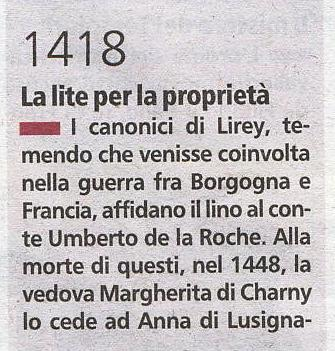 1418
La lite per la proprietà
I canonici di Lirey, te-
mendo che venisse coinvolta
nella guerra fra Borgogna e
Francia, affidano il lino al con-
te Umberto de la Roche. Alla
morte di questi, nel 1448, la
vedova Margherita di Charny
lo cede ad Anna di Lusigna-